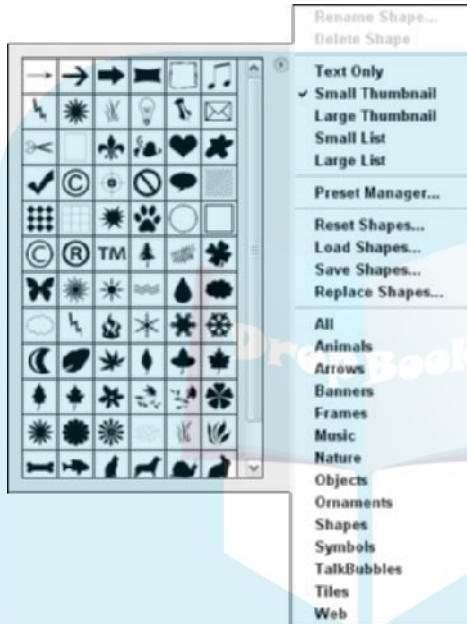 Rename Shape...
Delete Shape
Text Only
Small Thumbnail
Large Thumbnail
Small List
Large List
Preset Manager...
Reset Shapes...
Load Shapes...
Save Shapes...
Replace Shapes...
All
Animals
Arrows
Banners
Frames
Music
Nature
Objects
Ornaments
Shapes
Symbols
TalkBubbles
Tiles
Web
© ® TM
DropBook